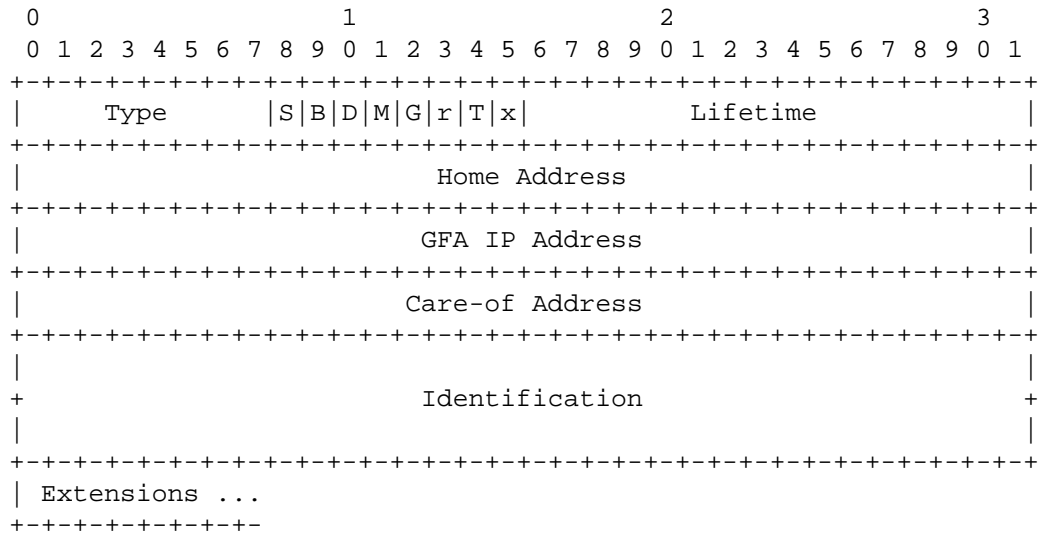 0                   1                   2                   3
 0 1 2 3 4 5 6 7 8 9 0 1 2 3 4 5 6 7 8 9 0 1 2 3 4 5 6 7 8 9 0 1
+-+-+-+-+-+-+-+-+-+-+-+-+-+-+-+-+-+-+-+-+-+-+-+-+-+-+-+-+-+-+-+-+
|     Type      |S|B|D|M|G|r|T|x|          Lifetime             |
+-+-+-+-+-+-+-+-+-+-+-+-+-+-+-+-+-+-+-+-+-+-+-+-+-+-+-+-+-+-+-+-+
|                          Home Address                         |
+-+-+-+-+-+-+-+-+-+-+-+-+-+-+-+-+-+-+-+-+-+-+-+-+-+-+-+-+-+-+-+-+
|                         GFA IP Address                        |
+-+-+-+-+-+-+-+-+-+-+-+-+-+-+-+-+-+-+-+-+-+-+-+-+-+-+-+-+-+-+-+-+
|                        Care-of Address                        |
+-+-+-+-+-+-+-+-+-+-+-+-+-+-+-+-+-+-+-+-+-+-+-+-+-+-+-+-+-+-+-+-+
|                                                               |
+                         Identification                        +
|                                                               |
+-+-+-+-+-+-+-+-+-+-+-+-+-+-+-+-+-+-+-+-+-+-+-+-+-+-+-+-+-+-+-+-+
| Extensions ...
+-+-+-+-+-+-+-+-